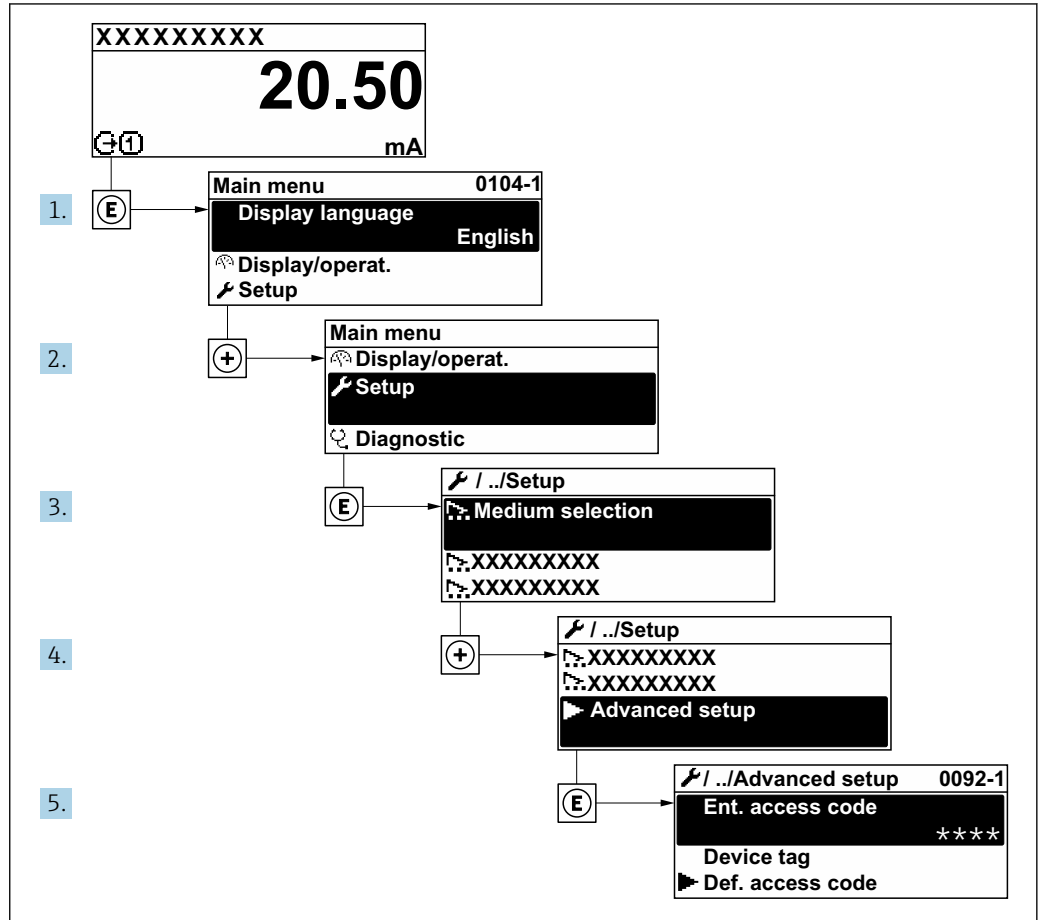 XXXXXXXXX
20.50
mA
1. E
Main menu 0104-1
Display language
English
Display/operat.
Setup
2. +
Main menu
Display/operat.
Setup
Diagnostic
3. E
/ ../Setup
Medium selection
XXXXXXXXX
XXXXXXXXX
4. +
/ ../Setup
XXXXXXXXX
XXXXXXXXX
Advanced setup
5. E
/ ../Advanced setup 0092-1
Ent. access code
****
Device tag
Def. access code